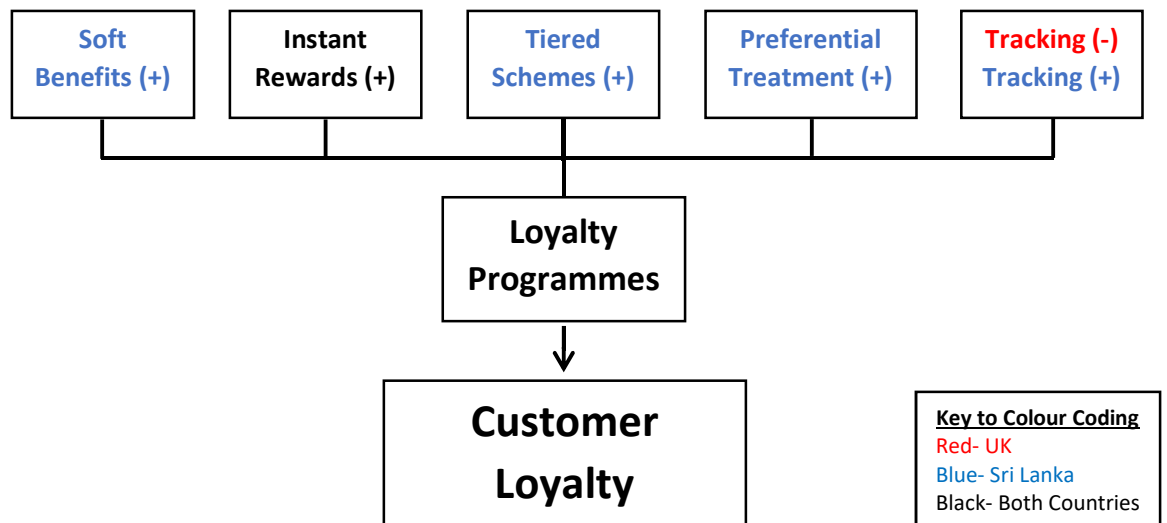 Soft
Benefits (+)
Instant
Rewards (+)
Tiered
Schemes (+)
Preferential
Treatment (+)
Tracking (-)
Tracking (+)
Loyalty
Programmes
Customer
Loyalty
Key to Colour Coding
Red- UK
Blue- Sri Lanka
Black- Both Countries